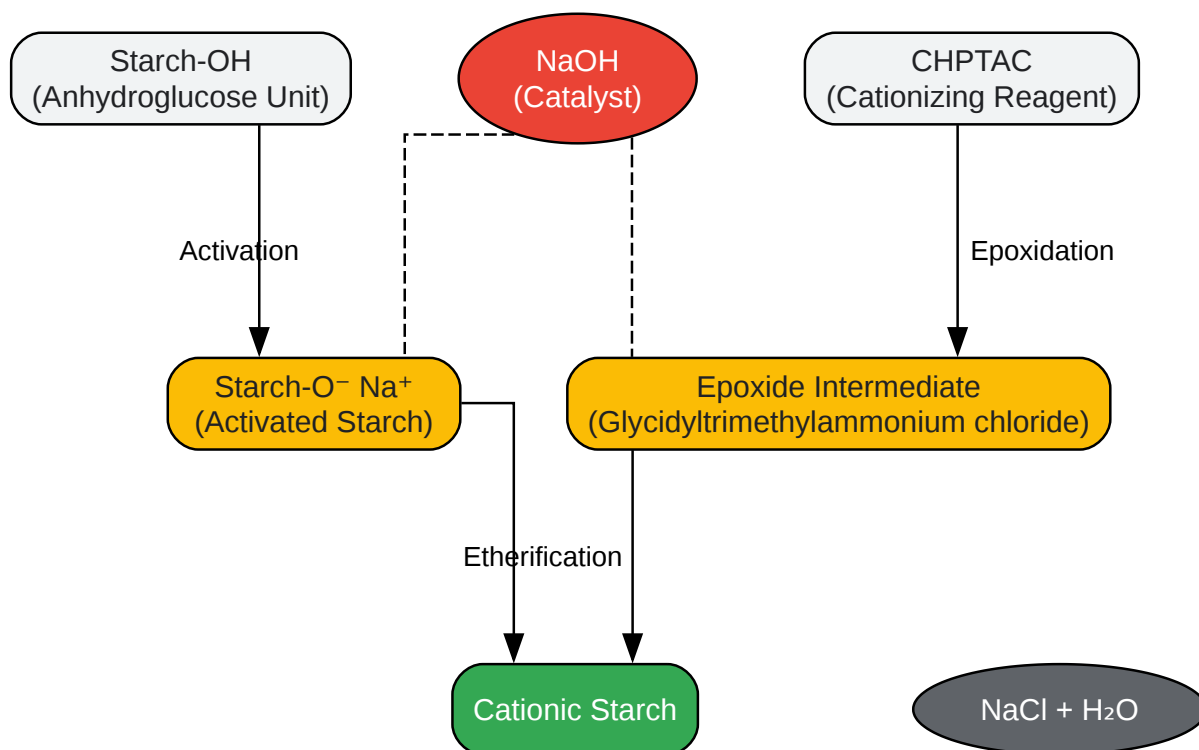 Starch-OH
(Anhydroglucose Unit)
NaOH
(Catalyst)
CHPTAC
(Cationizing Reagent)
Activation
Epoxidation
Starch-O⁻ Na⁺
(Activated Starch)
Epoxide Intermediate
(Glycidyltrimethylammonium chloride)
Etherification
Cationic Starch
NaCl + H₂O